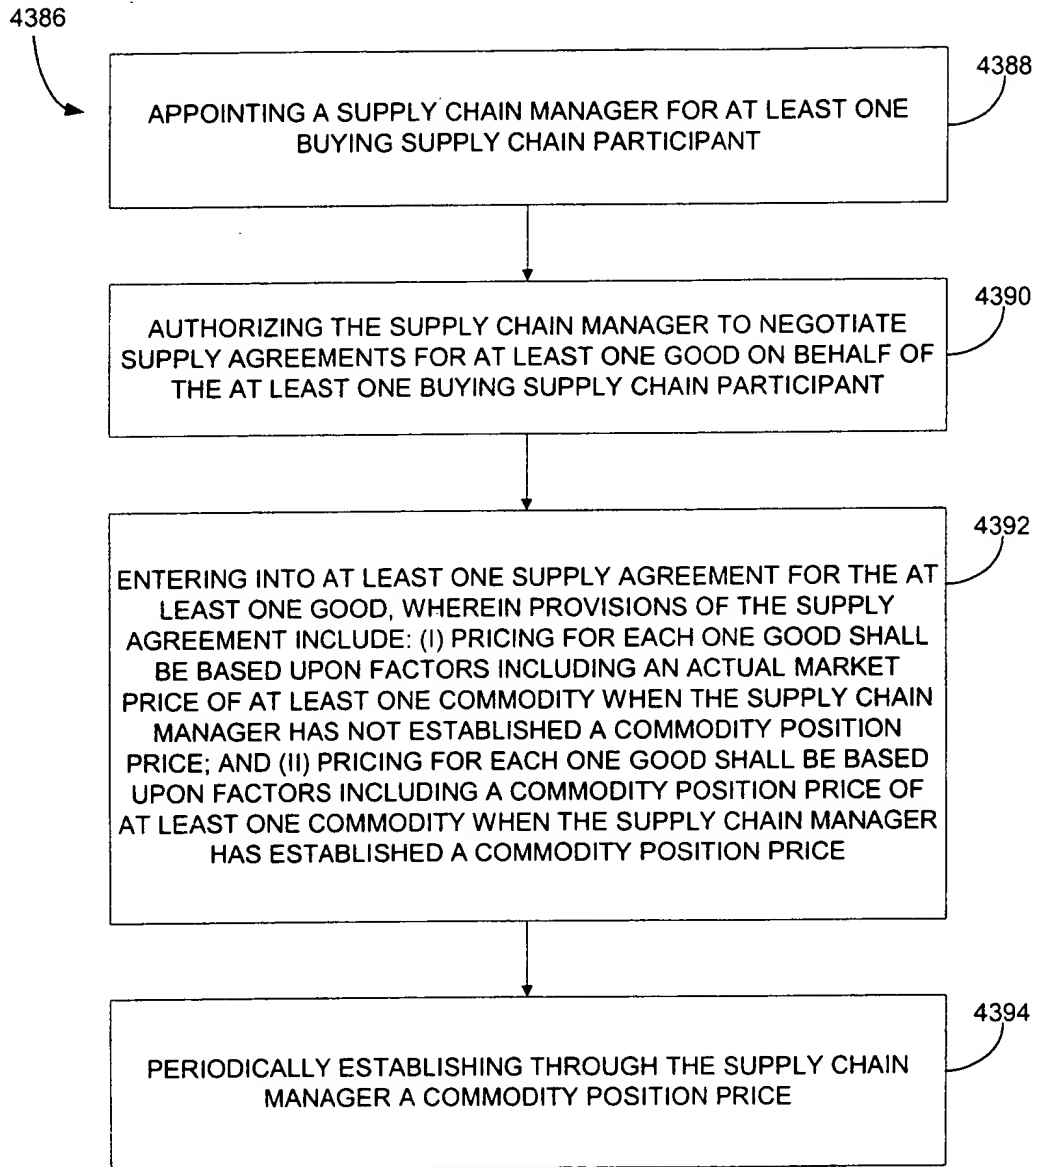 4386
4388
APPOINTING A SUPPLY CHAIN MANAGER FOR AT LEAST ONE
BUYING SUPPLY CHAIN PARTICIPANT
4390
AUTHORIZING THE SUPPLY CHAIN MANAGER TO NEGOTIATE
SUPPLY AGREEMENTS FOR AT LEAST ONE GOOD ON BEHALF OF
THE AT LEAST ONE BUYING SUPPLY CHAIN PARTICIPANT
4392
ENTERING INTO AT LEAST ONE SUPPLY AGREEMENT FOR THE AT
LEAST ONE GOOD, WHEREIN PROVISIONS OF THE SUPPLY
AGREEMENT INCLUDE: (I) PRICING FOR EACH ONE GOOD SHALL
BE BASED UPON FACTORS INCLUDING AN ACTUAL MARKET
PRICE OF AT LEAST ONE COMMODITY WHEN THE SUPPLY CHAIN
MANAGER HAS NOT ESTABLISHED A COMMODITY POSITION
PRICE; AND (II) PRICING FOR EACH ONE GOOD SHALL BE BASED
UPON FACTORS INCLUDING A COMMODITY POSITION PRICE OF
AT LEAST ONE COMMODITY WHEN THE SUPPLY CHAIN MANAGER
HAS ESTABLISHED A COMMODITY POSITION PRICE
4394
PERIODICALLY ESTABLISHING THROUGH THE SUPPLY CHAIN
MANAGER A COMMODITY POSITION PRICE